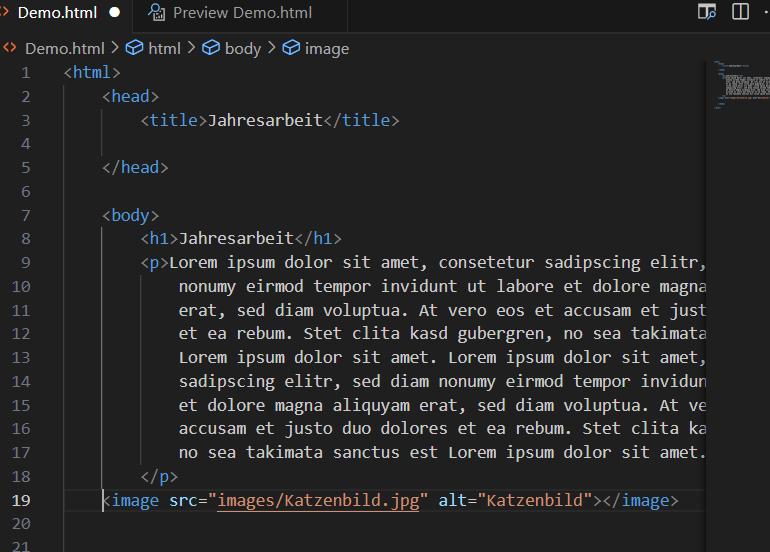 Demo.html Preview Demo.html
Demo.html > html > body > image
1 <html>
2 <head>
3 <title>Jahresarbeit</title>
4
5 </head>
6
7 <body>
8 <h1>Jahresarbeit</h1>
9 <p>Lorem ipsum dolor sit amet, consetetur sadipscing elitr,
10 nonumy eirmod tempor invidunt ut labore et dolore magna
11 erat, sed diam voluptua. At vero eos et accusam et just
12 et ea rebum. Stet clita kasd gubergren, no sea takimata
13 Lorem ipsum dolor sit amet. Lorem ipsum dolor sit amet,
14 sadipscing elitr, sed diam nonumy eirmod tempor invidun
15 et dolore magna aliquyam erat, sed diam voluptua. At ve
16 accusam et justo duo dolores et ea rebum. Stet clita ka
17 no sea takimata sanctus est Lorem ipsum dolor sit amet.
18 </p>
19 <image src="images/Katzenbild.jpg" alt="Katzenbild"></image>
20
21